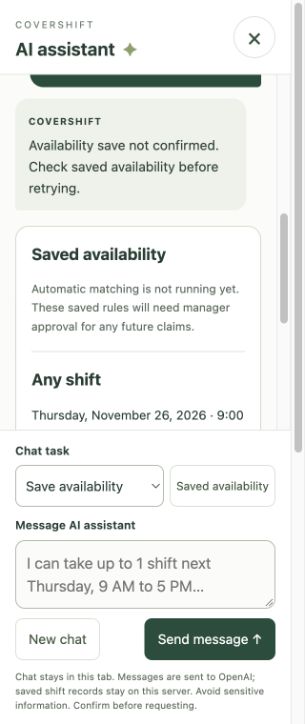 COVERSHIFT
AI assistant
COVERSHIFT
Availability save not confirmed.
Check saved availability before
retrying.
Saved availability
Automatic matching is not running yet.
These saved rules will need manager
approval for any future claims.
Any shift
Thursday, November 26, 2026 · 9:00
Chat task
Save availability
Saved availability
Message AI assistant
I can take up to 1 shift next
Thursday, 9 AM to 5 PM...
New chat
Send message ↑
Chat stays in this tab. Messages are sent to OpenAI;
saved shift records stay on this server. Avoid sensitive
information. Confirm before requesting.